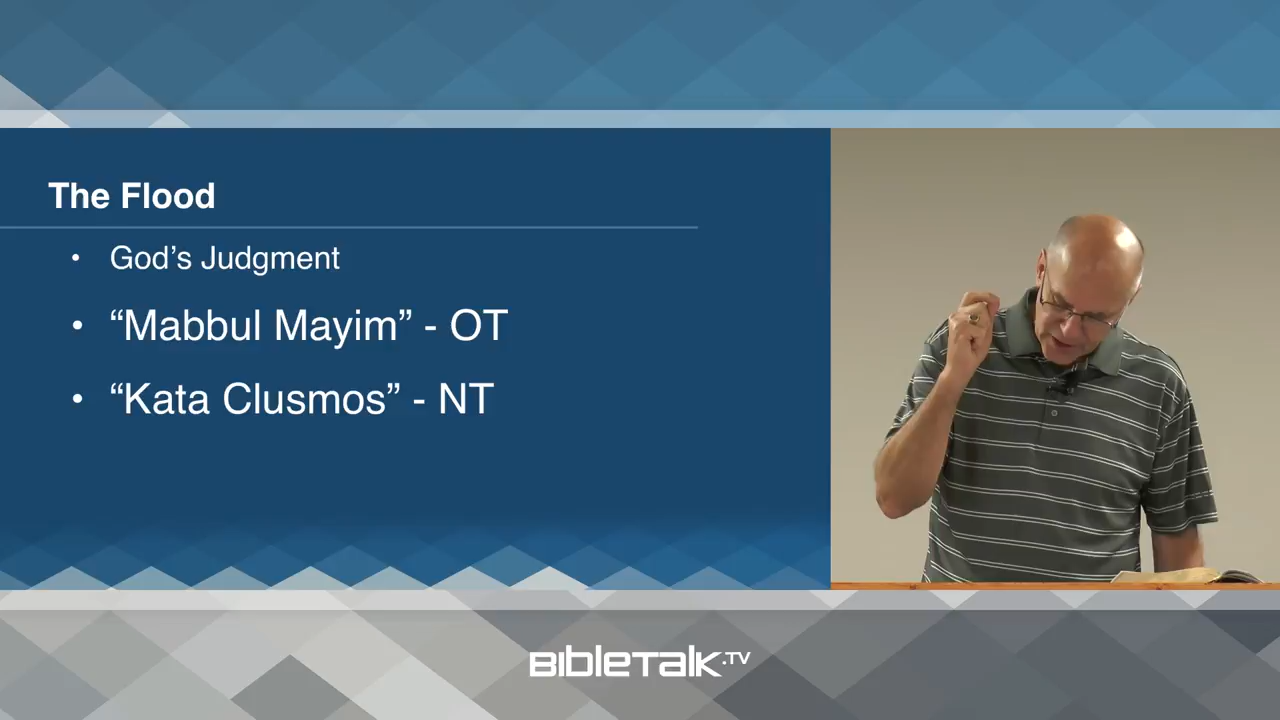 The Flood
• God’s Judgment
• “Mabbul Mayim” - OT
• “Kata Clusmos” - NT
BIBLETALK.TV